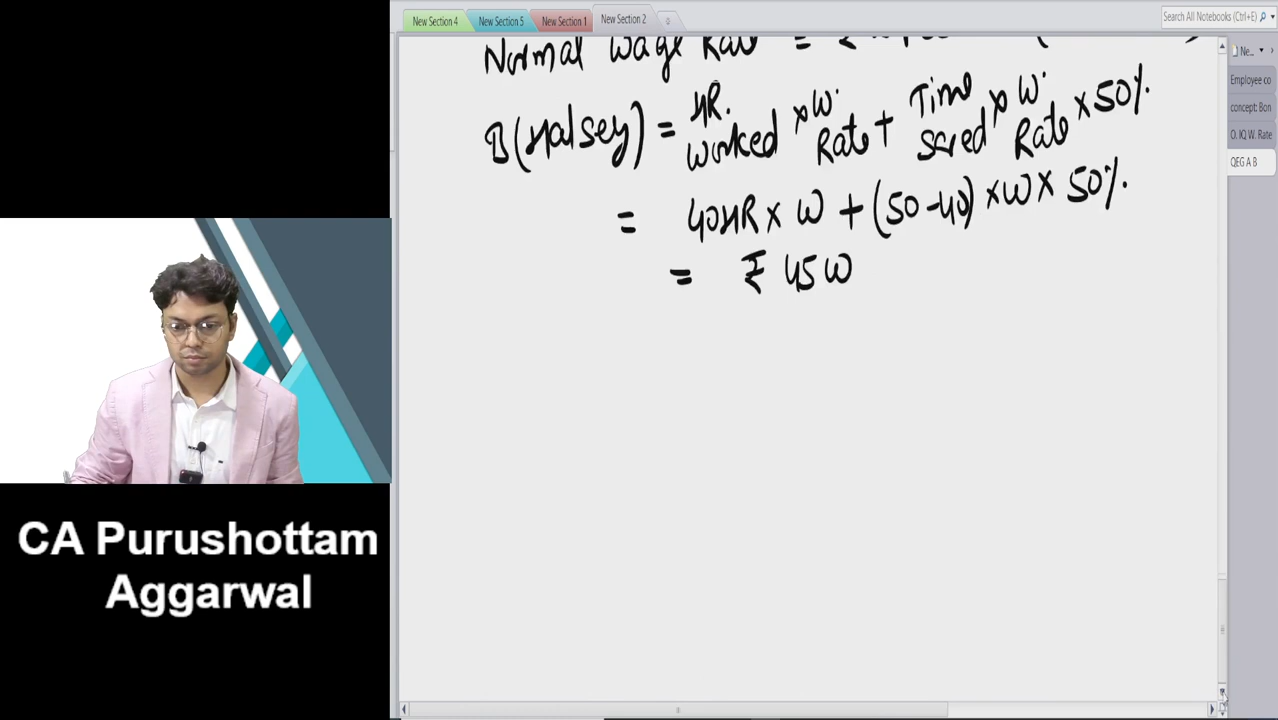 New Section 4 New Section 5 New Section 1 New Section 2
Search All Notebooks (Ctrl+E)
Ne...
Employee co
concept: Bon
O. IQ W. Rate
QEG A B
Normal Wage Rate = ₹
B(Halsey) = HR. Worked × W. Rate + Time Saved × W. Rate × 50%.
= 40HR × W + (50-40) × W × 50%.
= ₹ 45W
CA Purushottam
Aggarwal